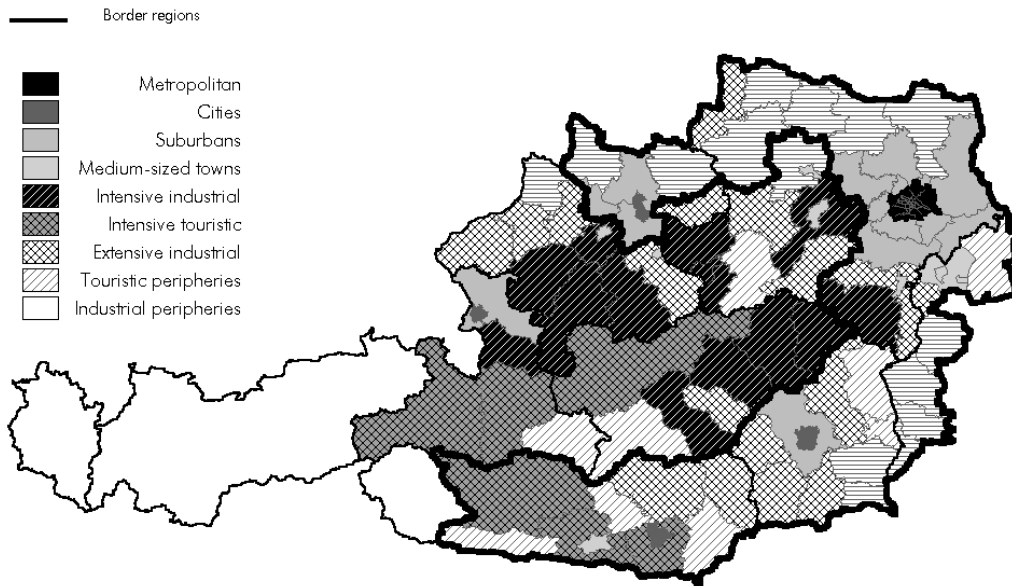 Border regions
Metropolitan
Cities
Suburbans
Medium-sized towns
Intensive industrial
Intensive touristic
Extensive industrial
Touristic peripheries
Industrial peripheries